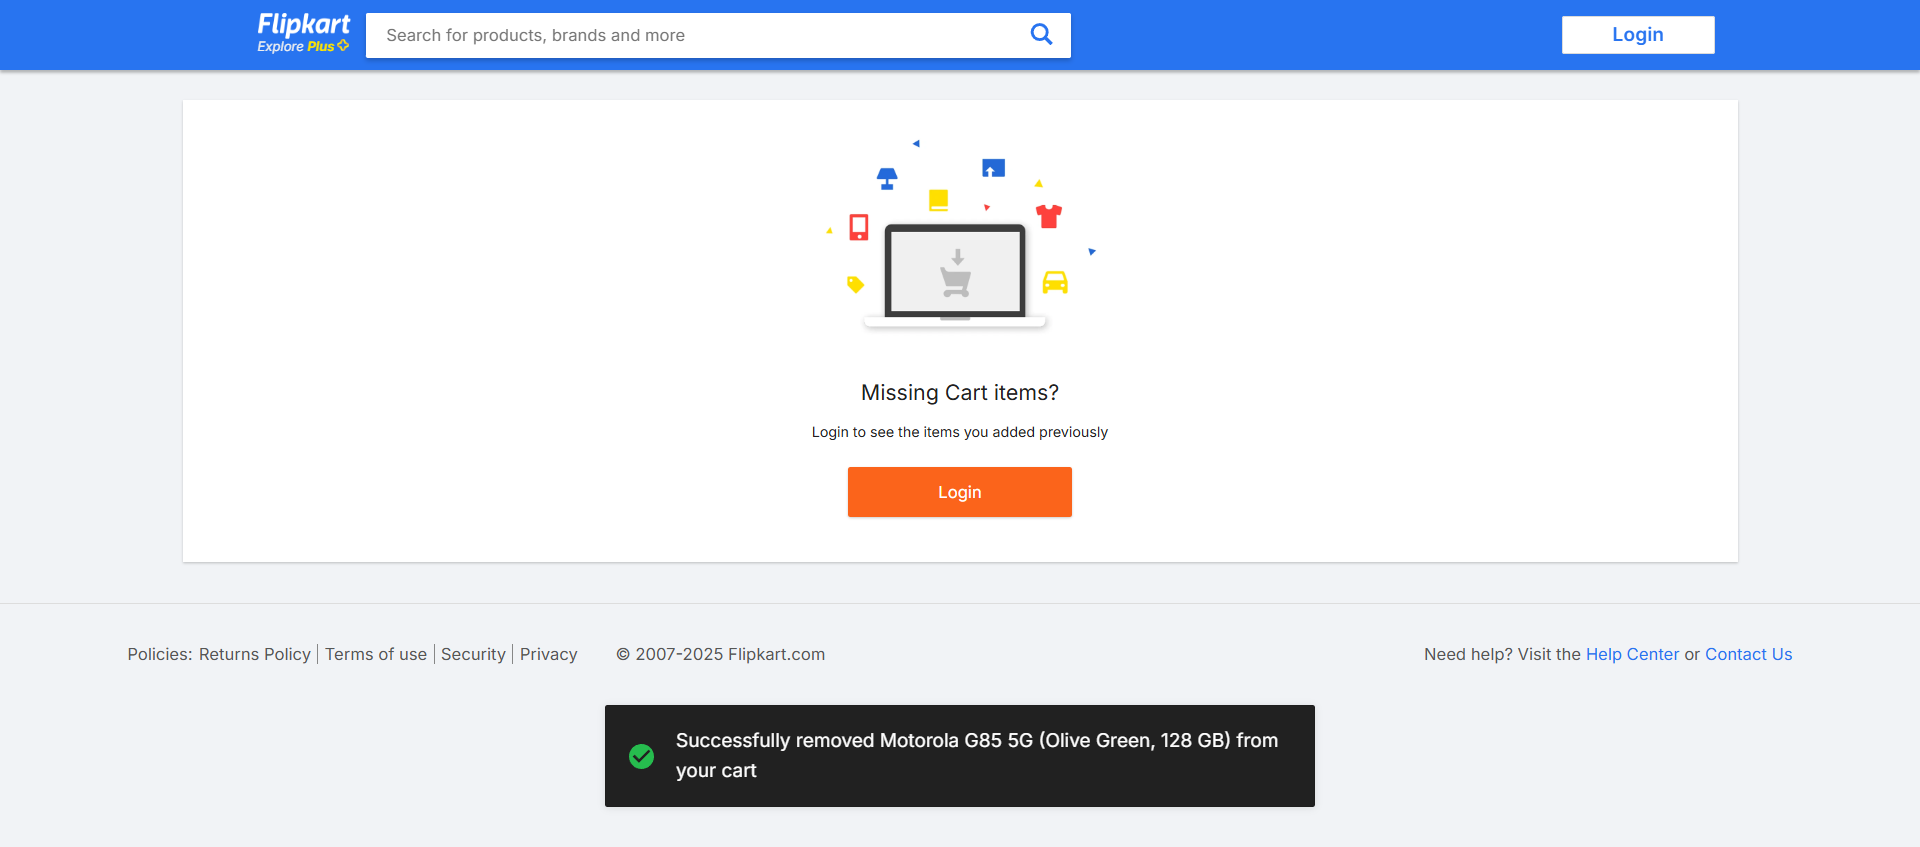 Flipkart
Explore Plus
Search for products, brands and more
Login
Missing Cart items?
Login to see the items you added previously
Login
Policies: Returns Policy | Terms of use | Security | Privacy © 2007-2025 Flipkart.com
Need help? Visit the Help Center or Contact Us
Successfully removed Motorola G85 5G (Olive Green, 128 GB) from
your cart